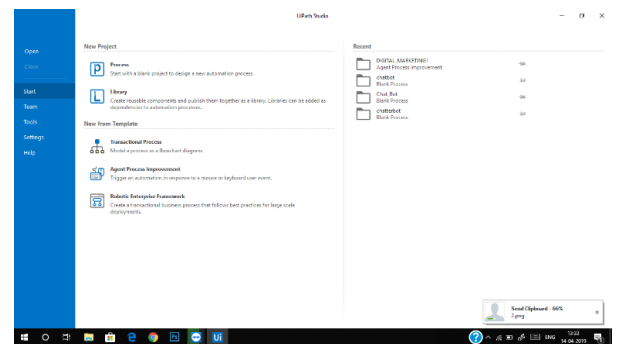 UiPath Studio
Open
Close
Start
Team
Tools
Settings
Help
New Project
Process
Start with a blank project to design a new automation process.
Library
Create reusable components and publish them together as a library. Libraries can be added as
dependencies to automation processes.
New from Template
Transactional Process
Model a process as a flowchart diagram.
Agent Process Improvement
Trigger an automation in response to a mouse or keyboard user event.
Robotic Enterprise Framework
Create a transactional business process that follows best practices for large scale
deployments.
Recent
Agent Process Improvement
chatbot
Blank Process
Chat_Bot
Blank Process
chatterbot
Blank Process
Send Clipboard - 66%
2.png
Ps
Ui
ENG
13:33
14-04-2019